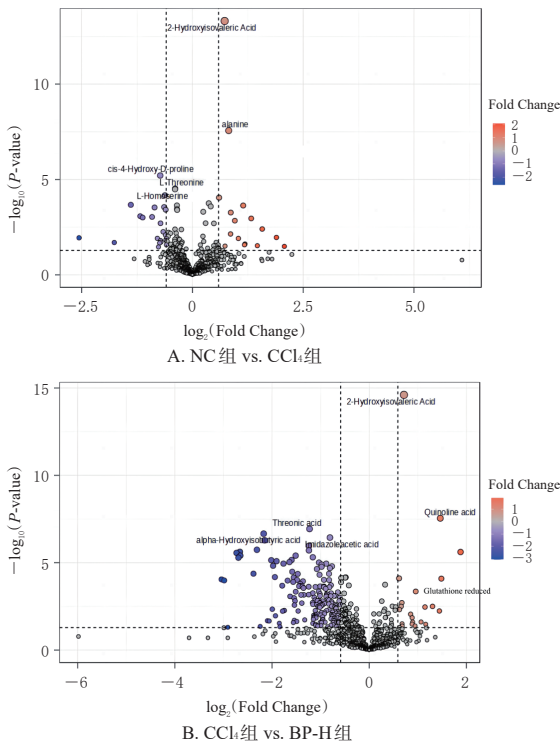 2-Hydroxyisovaleric Acid
10
alanine
Fold Change
2
1
0
−1
−2
cis-4-Hydroxy-D-proline
L-Threonine
5
L-Homoserine
−log₁₀(P-value)
0
−2.5 0 2.5 5.0
log₂(Fold Change)
A. NC组 vs. CCl₄组
15
2-Hydroxyisovaleric Acid
10
Fold Change
Quinoline acid
1
0
−1
−2
−3
Threonic acid
alpha-Hydroxyisobutyric acid
Imidazoleacetic acid
5
Glutathione reduced
−log₁₀(P-value)
0
−6 −4 −2 0 2
log₂(Fold Change)
B. CCl₄组 vs. BP-H组